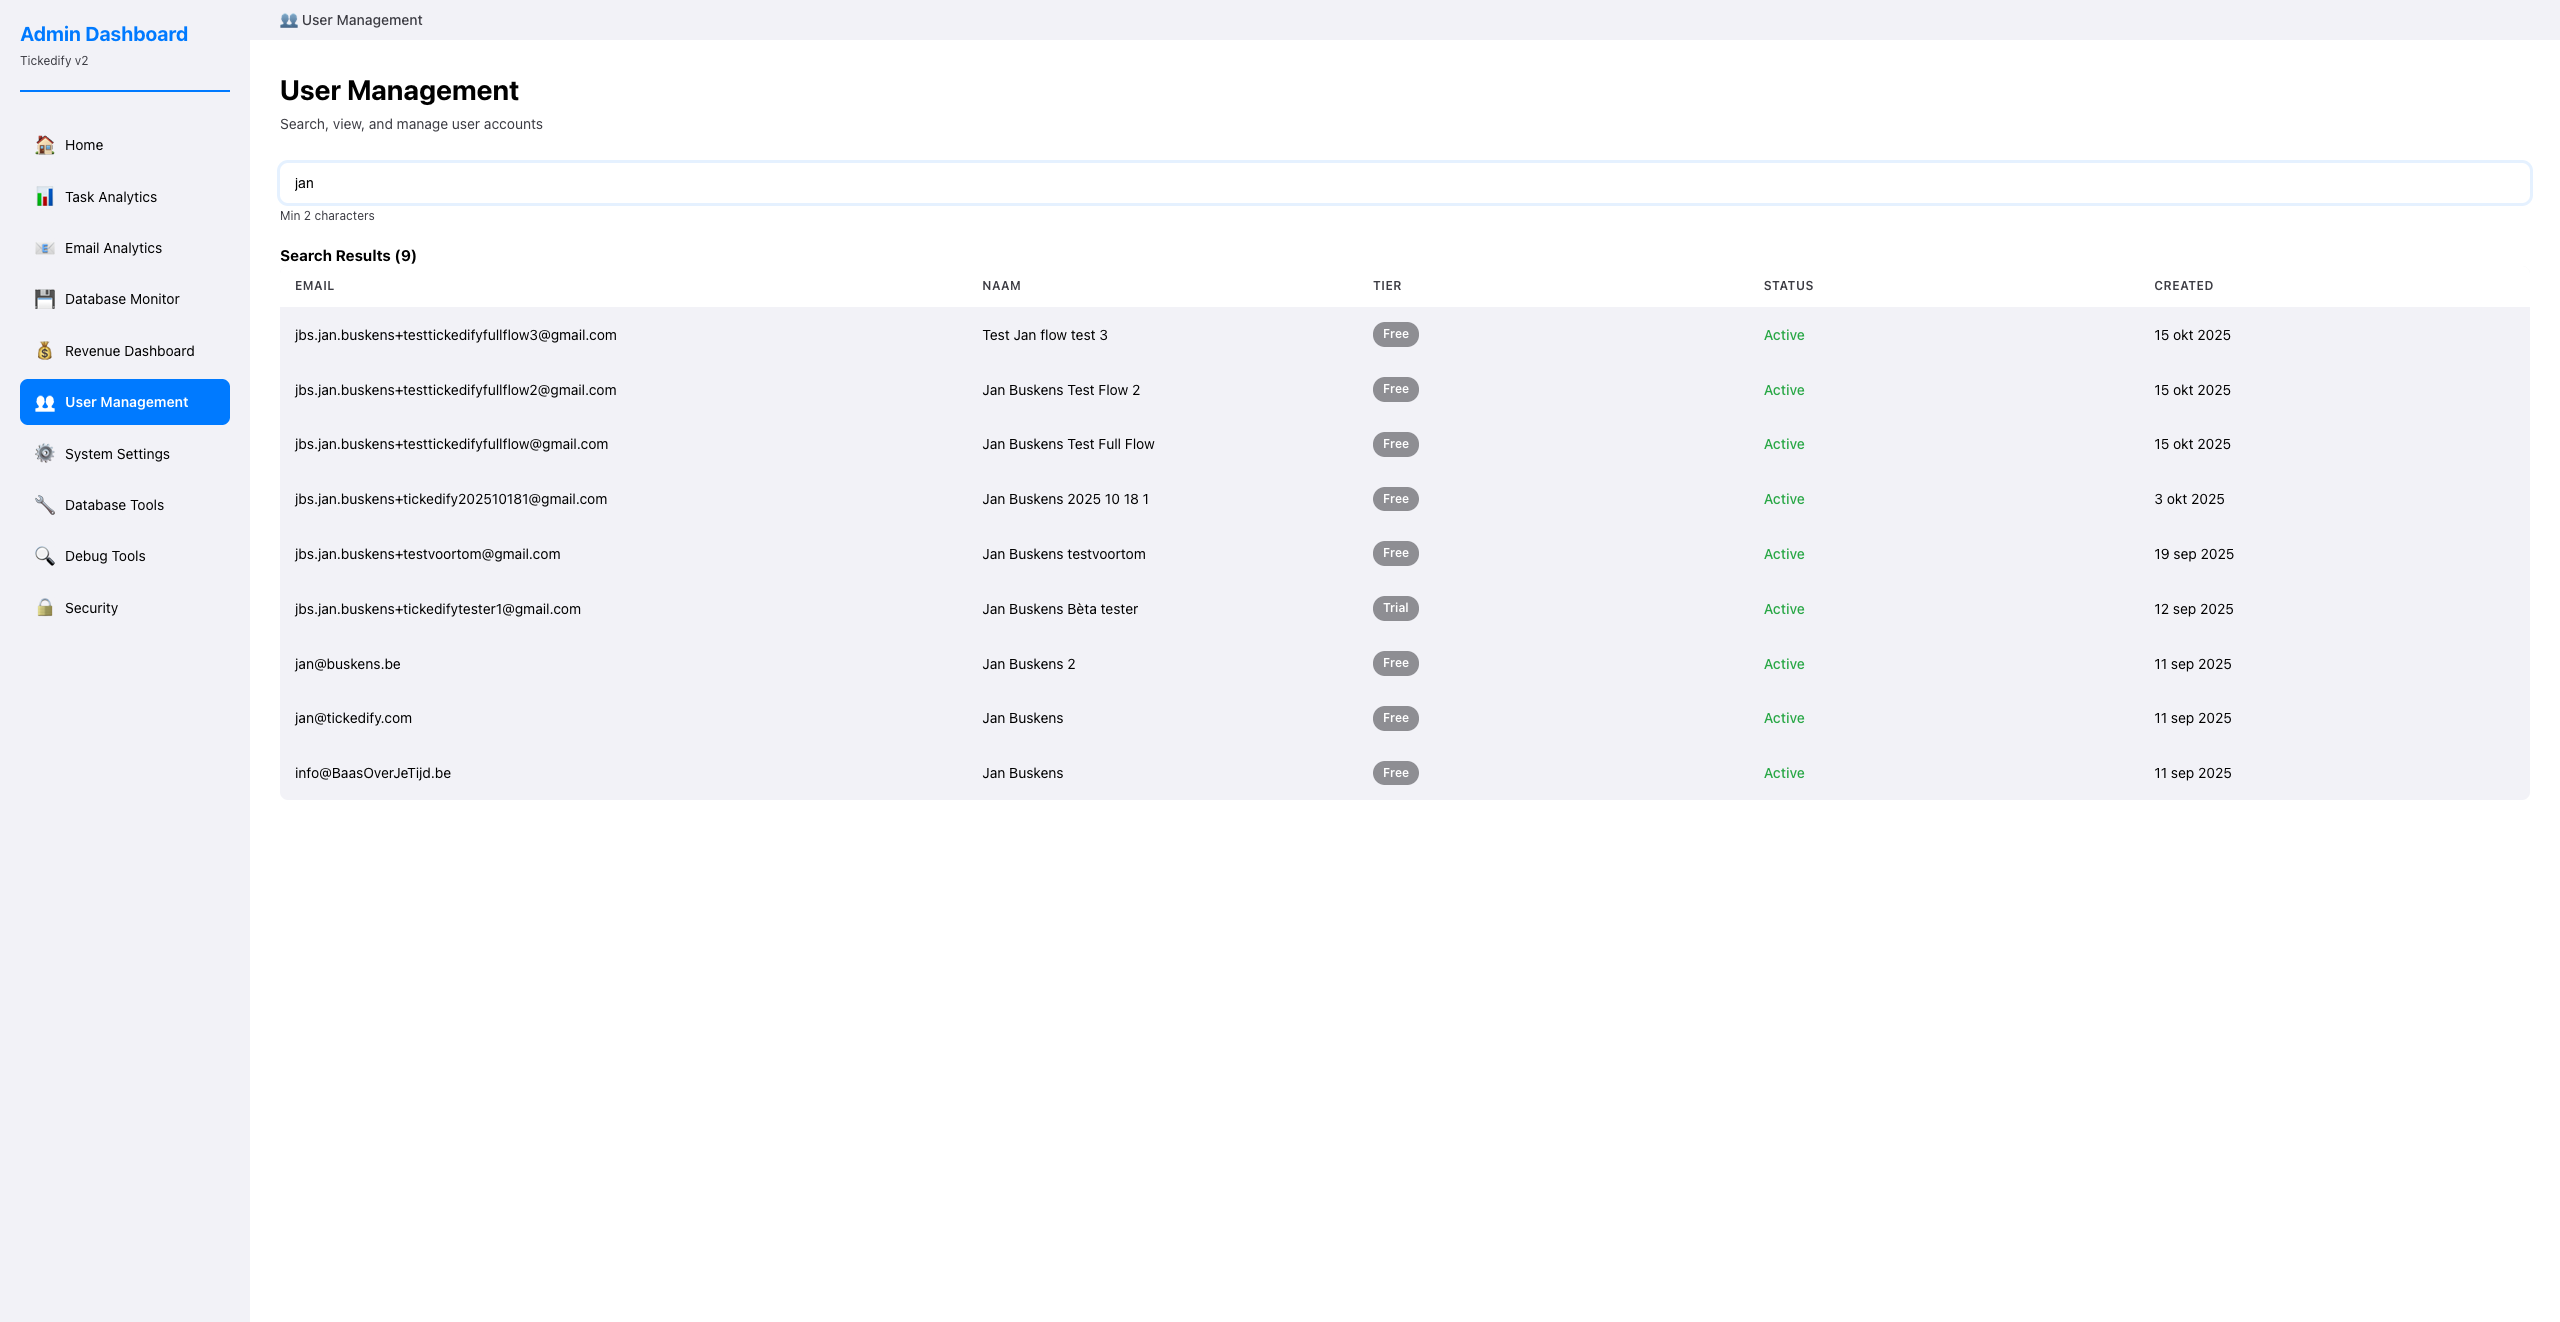 Admin Dashboard
Tickedify v2
Home
Task Analytics
Email Analytics
Database Monitor
Revenue Dashboard
User Management
System Settings
Database Tools
Debug Tools
Security
User Management
User Management
Search, view, and manage user accounts
jan
Min 2 characters
Search Results (9)
EMAIL NAAM TIER STATUS CREATED
jbs.jan.buskens+testtickedifyfullflow3@gmail.com Test Jan flow test 3 Free Active 15 okt 2025
jbs.jan.buskens+testtickedifyfullflow2@gmail.com Jan Buskens Test Flow 2 Free Active 15 okt 2025
jbs.jan.buskens+testtickedifyfullflow@gmail.com Jan Buskens Test Full Flow Free Active 15 okt 2025
jbs.jan.buskens+tickedify202510181@gmail.com Jan Buskens 2025 10 18 1 Free Active 3 okt 2025
jbs.jan.buskens+testvoortom@gmail.com Jan Buskens testvoortom Free Active 19 sep 2025
jbs.jan.buskens+tickedifytester1@gmail.com Jan Buskens Bèta tester Trial Active 12 sep 2025
jan@buskens.be Jan Buskens 2 Free Active 11 sep 2025
jan@tickedify.com Jan Buskens Free Active 11 sep 2025
info@BaasOverJeTijd.be Jan Buskens Free Active 11 sep 2025